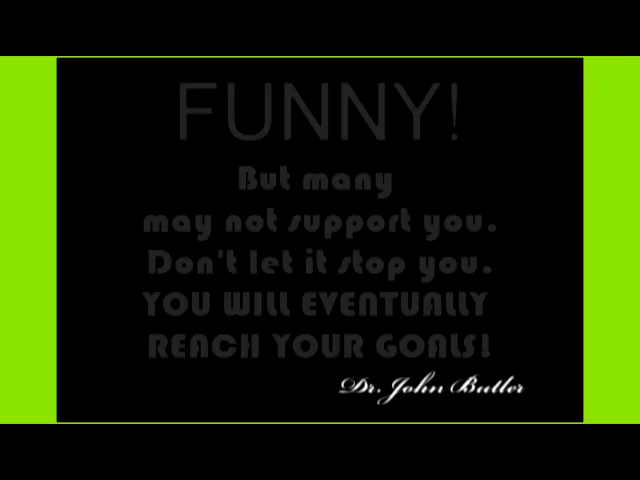 FUNNY!
But many
may not support you.
Don't let it stop you.
YOU WILL EVENTUALLY
REACH YOUR GOALS!
Dr. John Butler